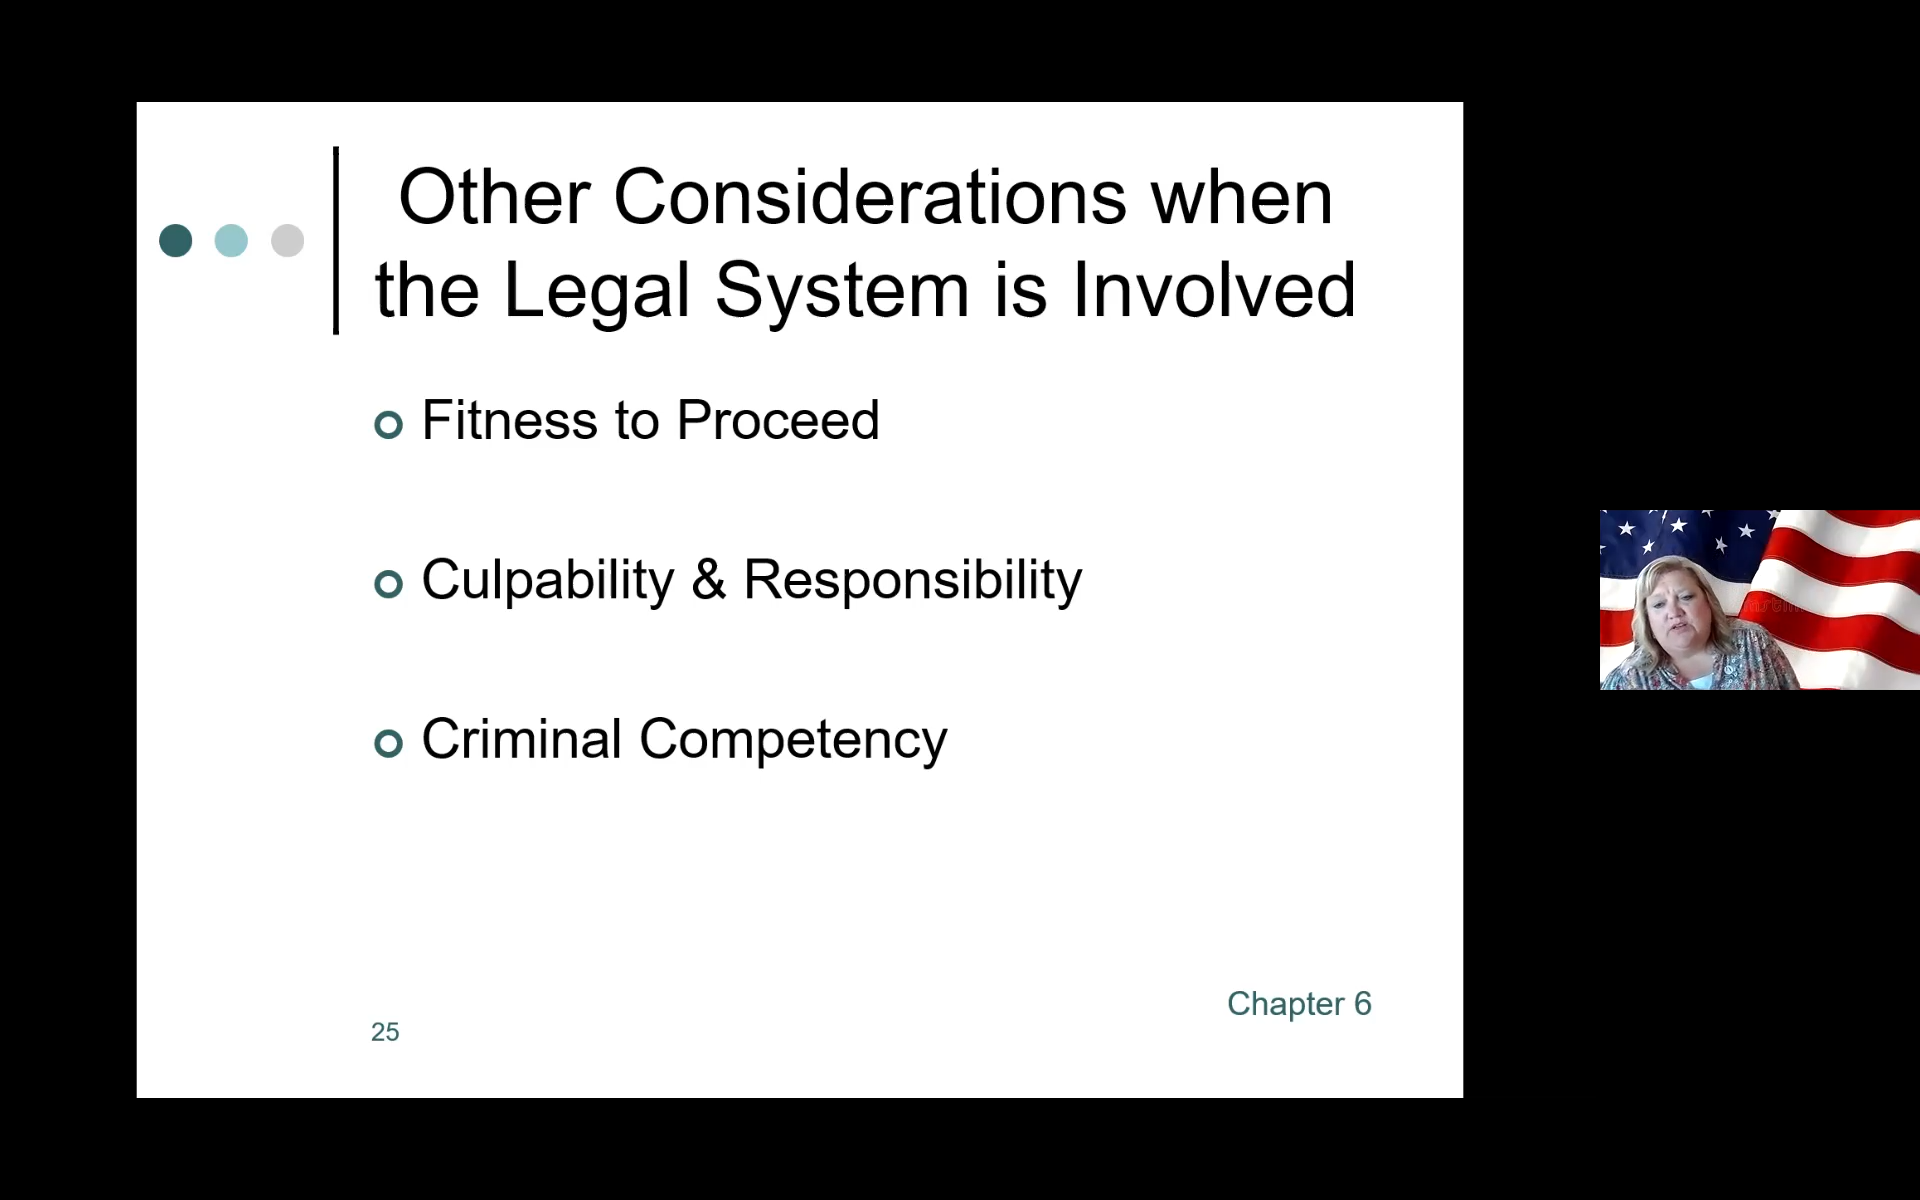 Other Considerations when
the Legal System is Involved
Fitness to Proceed
Culpability & Responsibility
Criminal Competency
Chapter 6
25